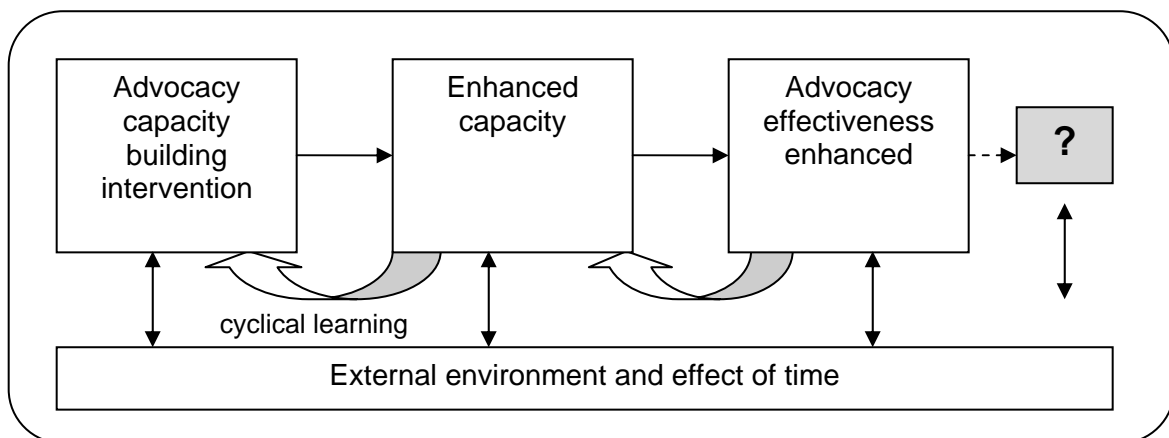 Advocacy
capacity
building
intervention
Enhanced
capacity
Advocacy
effectiveness
enhanced
?
cyclical learning
External environment and effect of time